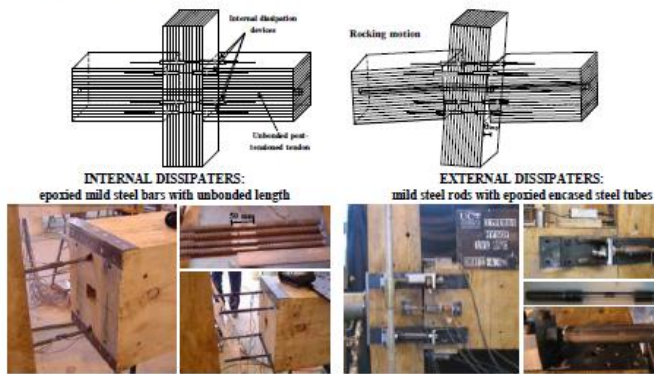 Internal dissipation
devices
Rocking motion
Unbonded post-
tensioned tendon
INTERNAL DISSIPATERS:
epoxied mild steel bars with unbonded length
EXTERNAL DISSIPATERS:
mild steel rods with epoxied encased steel tubes
50 mm